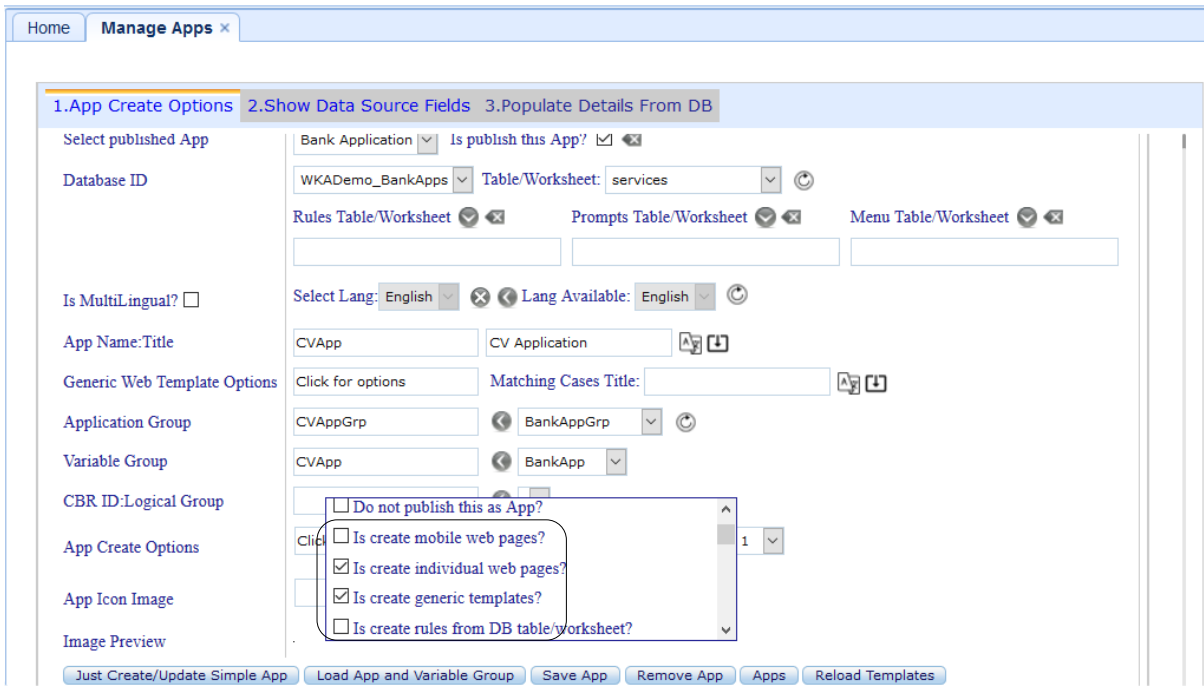 Home Manage Apps ×
1.App Create Options 2.Show Data Source Fields 3.Populate Details From DB
Select published App Bank Application Is publish this App?
Database ID WKADemo_BankApps Table/Worksheet: services
Rules Table/Worksheet Prompts Table/Worksheet Menu Table/Worksheet
Is MultiLingual? Select Lang: English Lang Available: English
App Name:Title CVApp CV Application
Generic Web Template Options Click for options Matching Cases Title:
Application Group CVAppGrp BankAppGrp
Variable Group CVApp BankApp
CBR ID:Logical Group
Do not publish this as App?
Is create mobile web pages?
App Create Options 1
Is create individual web pages?
App Icon Image Is create generic templates?
Is create rules from DB table/worksheet?
Image Preview
Just Create/Update Simple App Load App and Variable Group Save App Remove App Apps Reload Templates